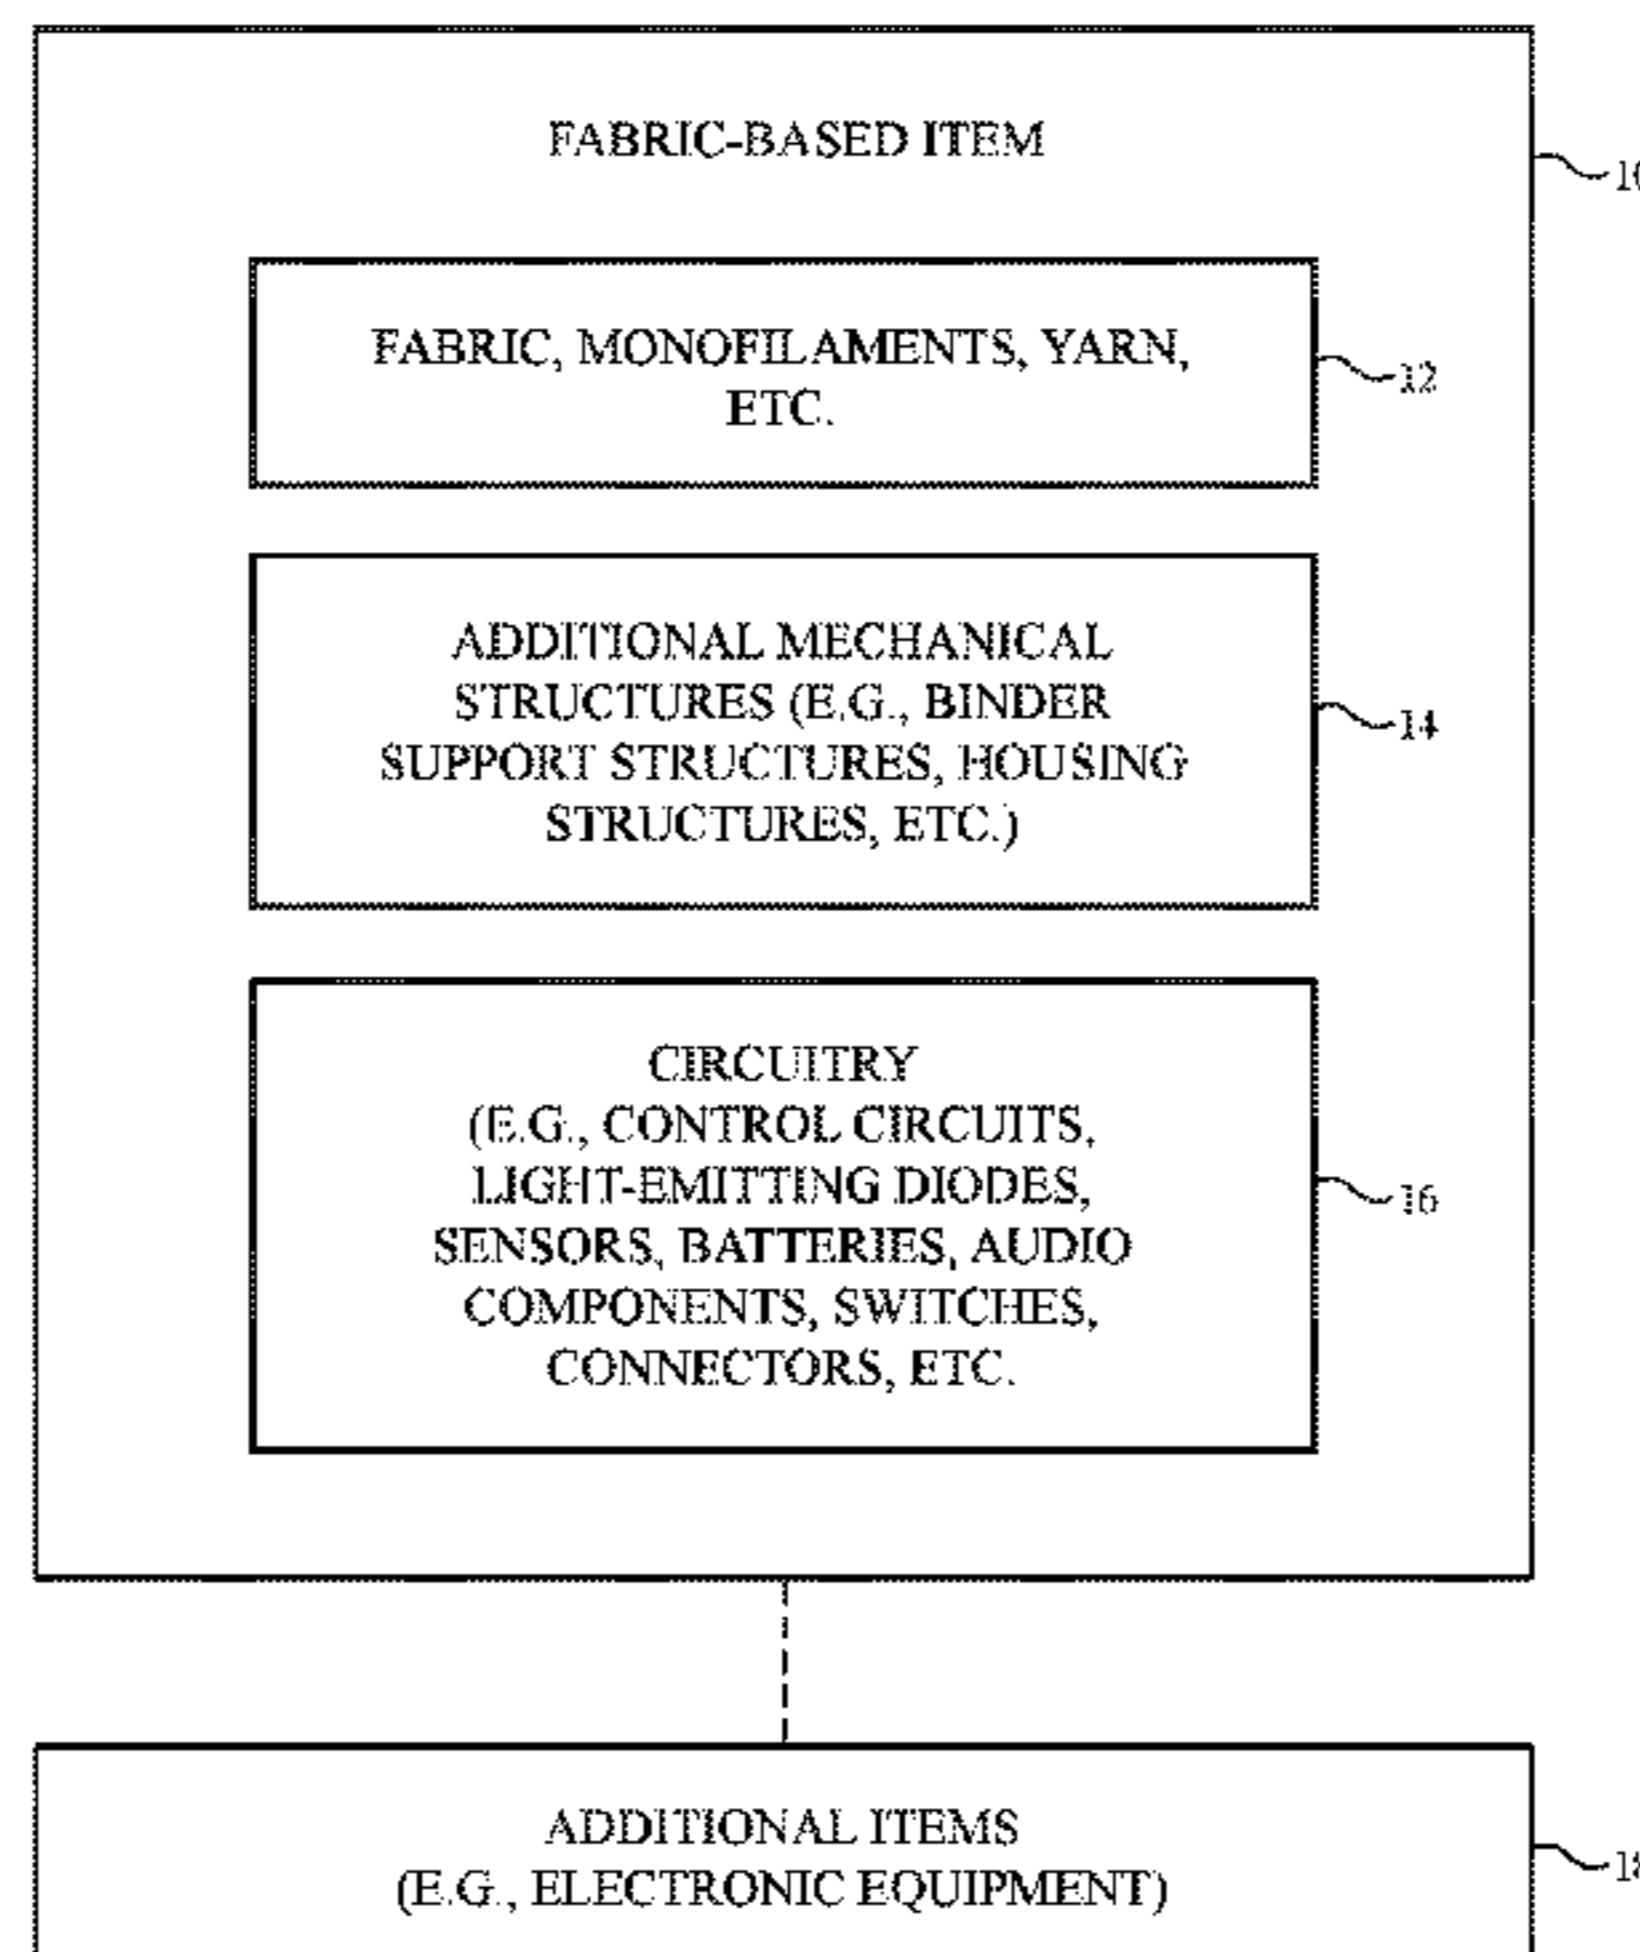 FABRIC-BASED ITEM
FABRIC, MONOFILAMENTS, YARN,
ETC.
12
ADDITIONAL MECHANICAL
STRUCTURES (E.G., BINDER
SUPPORT STRUCTURES, HOUSING
STRUCTURES, ETC.)
14
CIRCUITRY
(E.G., CONTROL CIRCUITS,
LIGHT-EMITTING DIODES,
SENSORS, BATTERIES, AUDIO
COMPONENTS, SWITCHES,
CONNECTORS, ETC.
16
ADDITIONAL ITEMS
(E.G., ELECTRONIC EQUIPMENT)